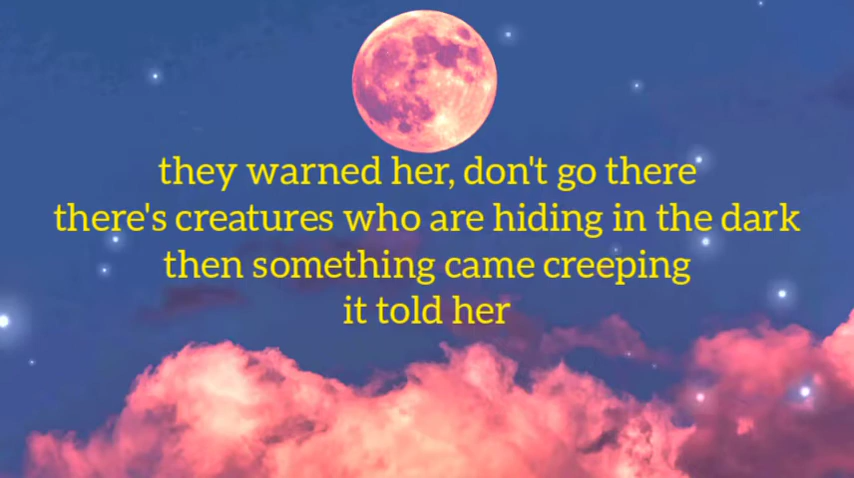 they warned her, don't go there
there's creatures who are hiding in the dark
then something came creeping
it told her